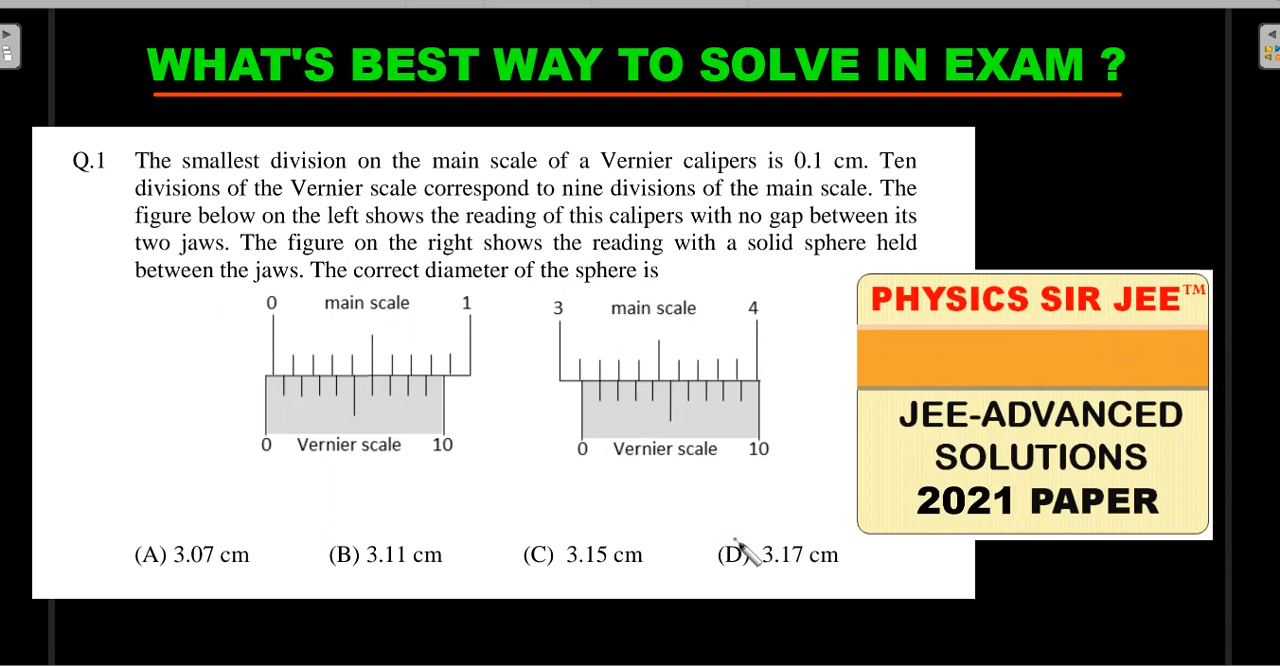 WHAT'S BEST WAY TO SOLVE IN EXAM ?
Q.1 The smallest division on the main scale of a Vernier calipers is 0.1 cm. Ten
divisions of the Vernier scale correspond to nine divisions of the main scale. The
figure below on the left shows the reading of this calipers with no gap between its
two jaws. The figure on the right shows the reading with a solid sphere held
between the jaws. The correct diameter of the sphere is
0 main scale 1
3 main scale 4
0 Vernier scale 10
0 Vernier scale 10
(A) 3.07 cm (B) 3.11 cm (C) 3.15 cm (D) 3.17 cm
PHYSICS SIR JEE™
JEE-ADVANCED
SOLUTIONS
2021 PAPER